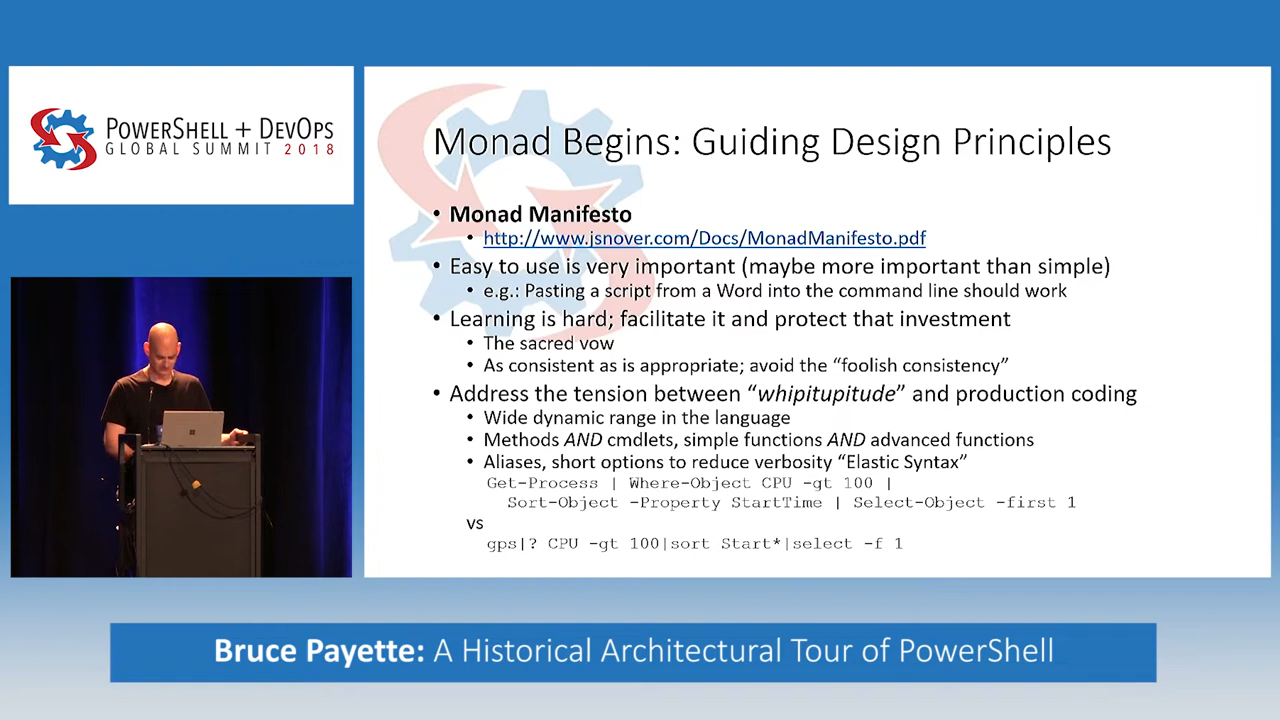 POWERSHELL + DEVOPS
GLOBAL SUMMIT 2018
Monad Begins: Guiding Design Principles
• Monad Manifesto
• http://www.jsnover.com/Docs/MonadManifesto.pdf
• Easy to use is very important (maybe more important than simple)
• e.g.: Pasting a script from a Word into the command line should work
• Learning is hard; facilitate it and protect that investment
• The sacred vow
• As consistent as is appropriate; avoid the “foolish consistency”
• Address the tension between “whipitupitude” and production coding
• Wide dynamic range in the language
• Methods AND cmdlets, simple functions AND advanced functions
• Aliases, short options to reduce verbosity “Elastic Syntax”
Get-Process | Where-Object CPU -gt 100 |
Sort-Object -Property StartTime | Select-Object -first 1
vs
gps|? CPU -gt 100|sort Start*|select -f 1
Bruce Payette: A Historical Architectural Tour of PowerShell